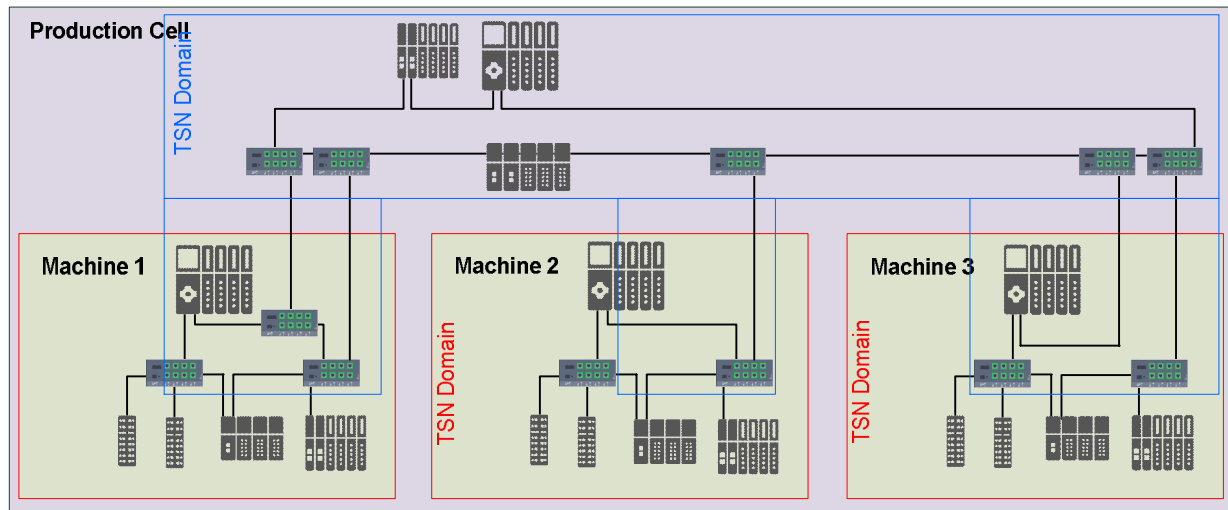 Production Cell
TSN Domain
Machine 1
Machine 2
Machine 3
TSN Domain
TSN Domain